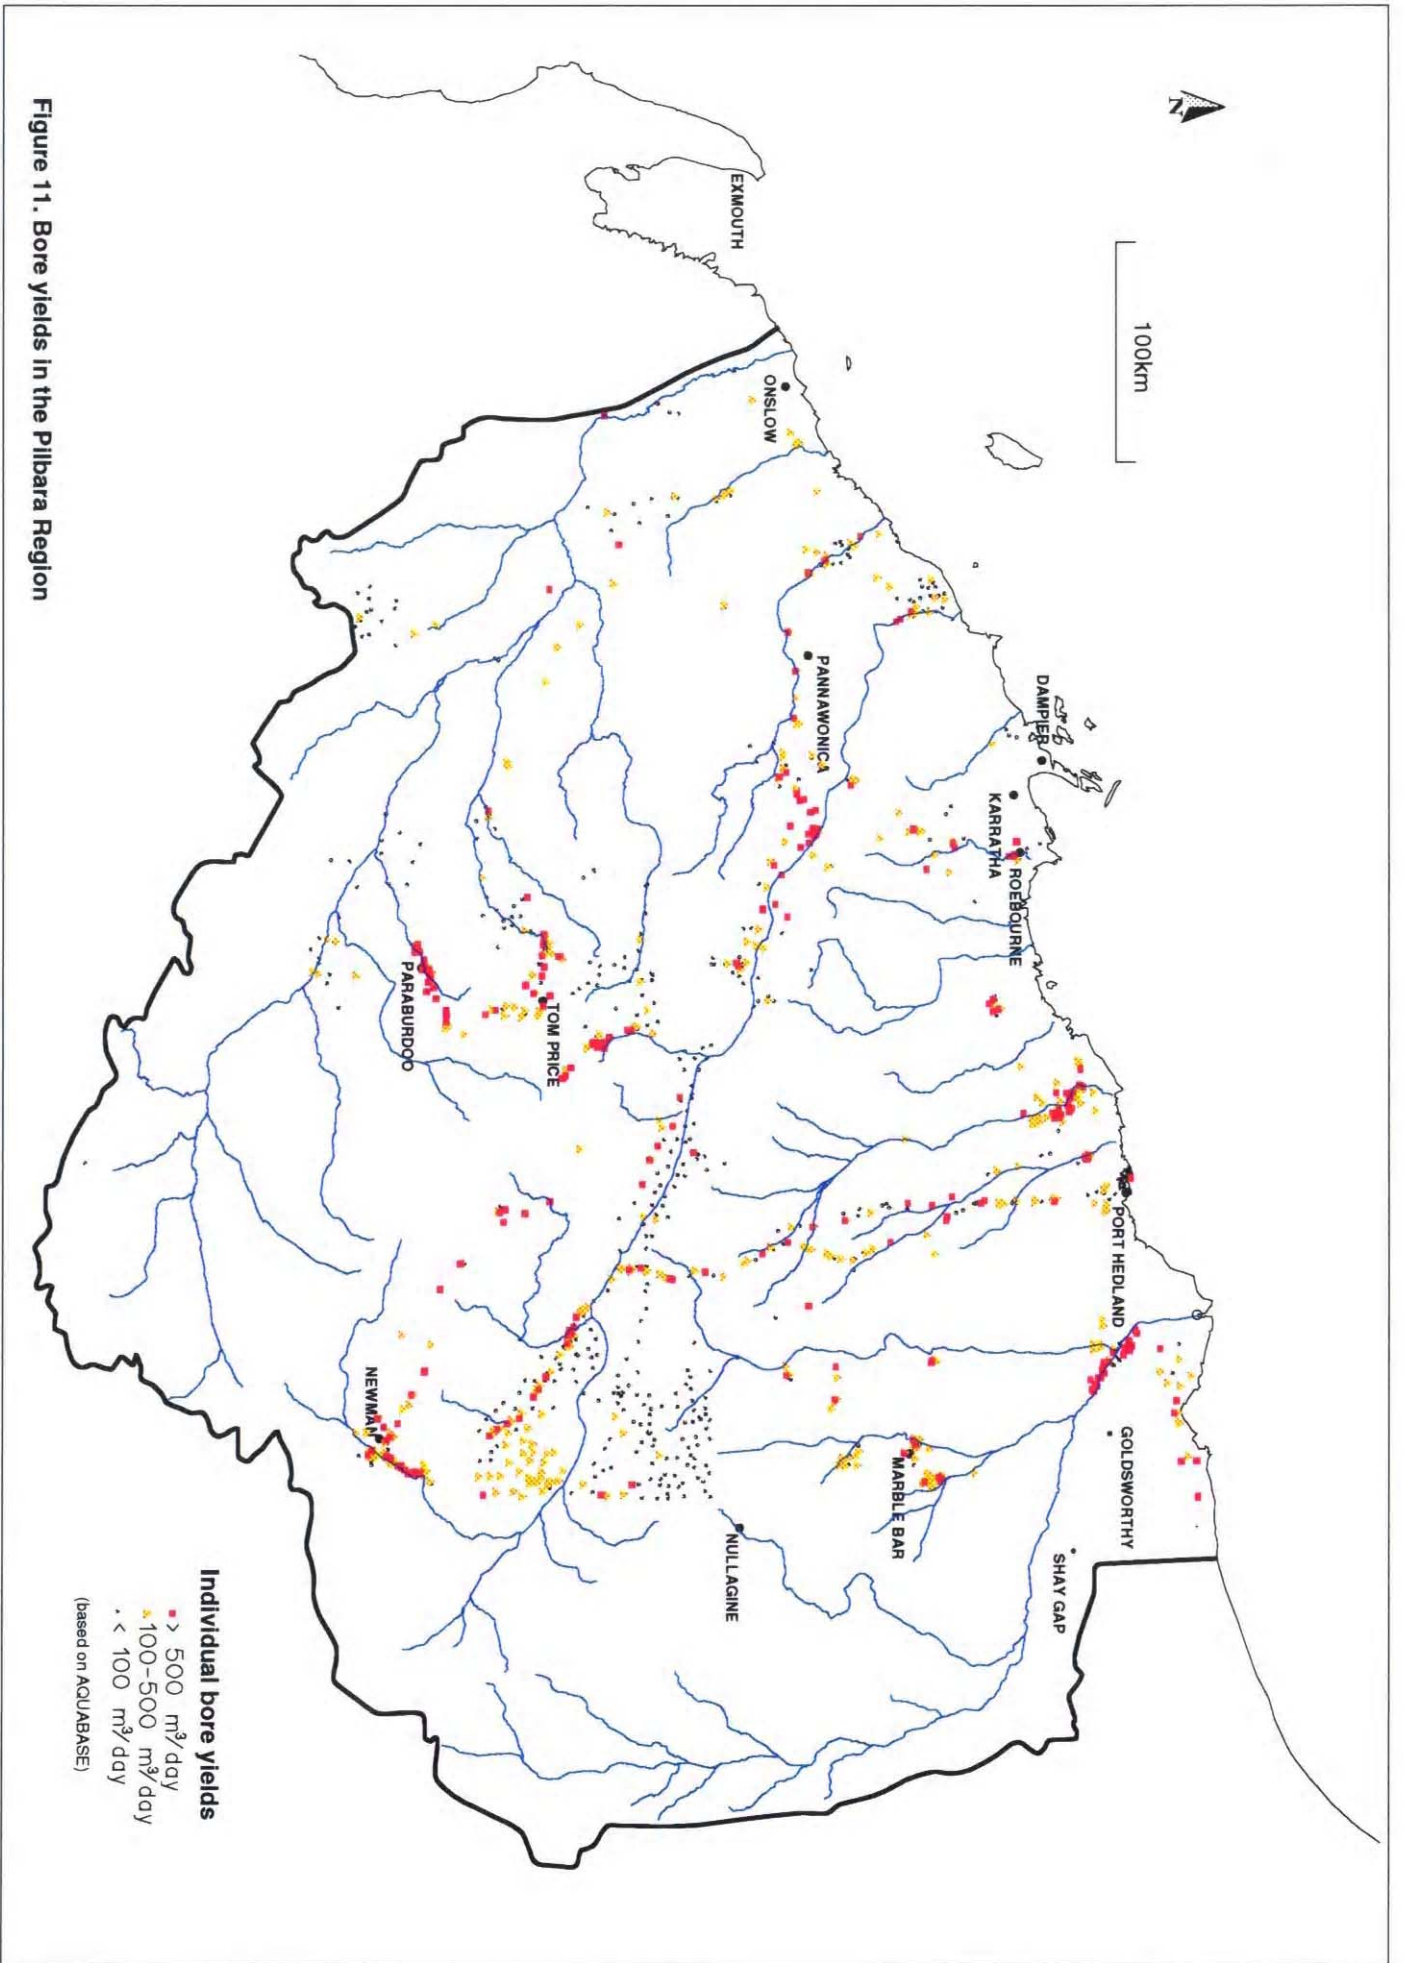 N
100km
EXMOUTH
ONSLOW
PANNAWONICA
DAMPIER
KARRATHA
ROEBOURNE
PORT HEDLAND
GOLDSWORTHY
SHAY GAP
MARBLE BAR
NULLAGINE
TOM PRICE
PARABURDOO
NEWMAN
Individual bore yields
> 500 m³/day
100-500 m³/day
< 100 m³/day
(based on AQUABASE)
Figure 11. Bore yields in the Pilbara Region